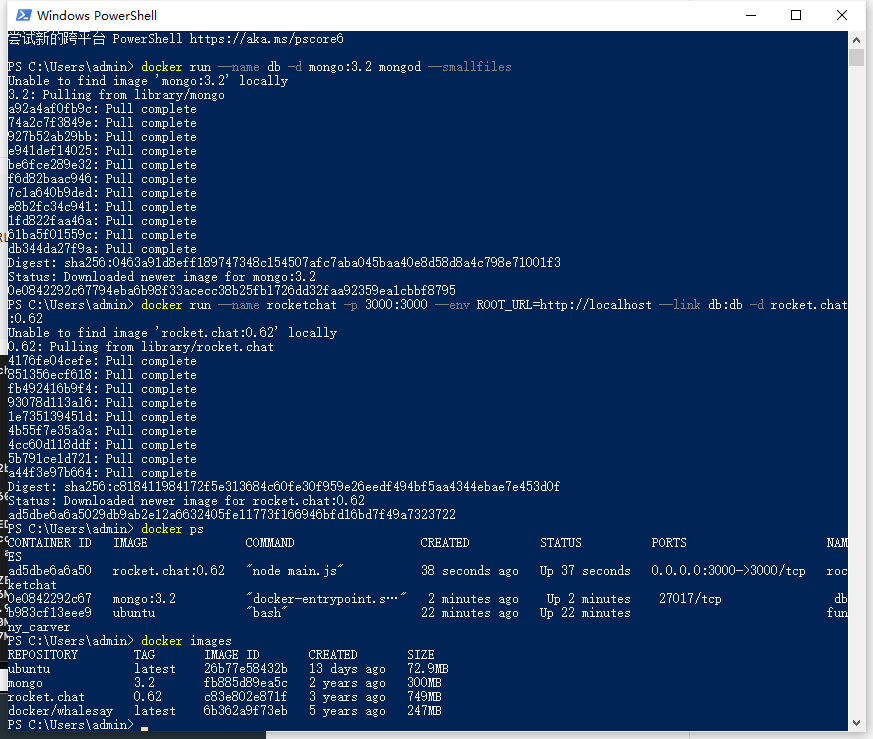 Windows PowerShell
尝试新的跨平台 PowerShell https://aka.ms/pscore6
PS C:\Users\admin> docker run --name db -d mongo:3.2 mongod --smallfiles
Unable to find image 'mongo:3.2' locally
3.2: Pulling from library/mongo
a92a4af0fb9c: Pull complete
74a2c7f3849e: Pull complete
927b52ab29bb: Pull complete
e941def14025: Pull complete
be6fce289e32: Pull complete
f6d82baac946: Pull complete
7c1a640b9ded: Pull complete
e8b2fc34c941: Pull complete
1fd822faa46a: Pull complete
61ba5f01559c: Pull complete
db344da27f9a: Pull complete
Digest: sha256:0463a91d8eff189747348c154507afc7aba045baa40e8d58d8a4c798e71001f3
Status: Downloaded newer image for mongo:3.2
0e0842292c67794eba6b98f33acecc38b25fb1726dd32faa92359ea1cbbf8795
PS C:\Users\admin> docker run --name rocketchat -p 3000:3000 --env ROOT_URL=http://localhost --link db:db -d rocket.chat
:0.62
Unable to find image 'rocket.chat:0.62' locally
0.62: Pulling from library/rocket.chat
4176fe04cefe: Pull complete
851356ecf618: Pull complete
fb492416b9f4: Pull complete
93078d113a16: Pull complete
1e735139451d: Pull complete
4b55f7e35a3a: Pull complete
4cc60d118ddf: Pull complete
5b791ce1d721: Pull complete
a44f3e97b664: Pull complete
Digest: sha256:c818411984172f5e313684c60fe30f959e26eedf494bf5aa4344ebae7e453d0f
Status: Downloaded newer image for rocket.chat:0.62
ad5dbe6a6a5029db9ab2e12a6632405fe11773f166946bfd16bd7f49a7323722
PS C:\Users\admin> docker ps
CONTAINER ID   IMAGE              COMMAND                  CREATED          STATUS          PORTS                    NAM
ES
ad5dbe6a6a50   rocket.chat:0.62   "node main.js"           38 seconds ago   Up 37 seconds   0.0.0.0:3000->3000/tcp   roc
ketchat
0e0842292c67   mongo:3.2          "docker-entrypoint.s…"   2 minutes ago    Up 2 minutes    27017/tcp                db
b983cf13eee9   ubuntu             "bash"                   22 minutes ago   Up 22 minutes                            fun
ny_carver
PS C:\Users\admin> docker images
REPOSITORY        TAG       IMAGE ID       CREATED       SIZE
ubuntu            latest    26b77e58432b   13 days ago   72.9MB
mongo             3.2       fb885d89ea5c   2 years ago   300MB
rocket.chat       0.62      c83e802e871f   3 years ago   749MB
docker/whalesay   latest    6b362a9f73eb   5 years ago   247MB
PS C:\Users\admin>